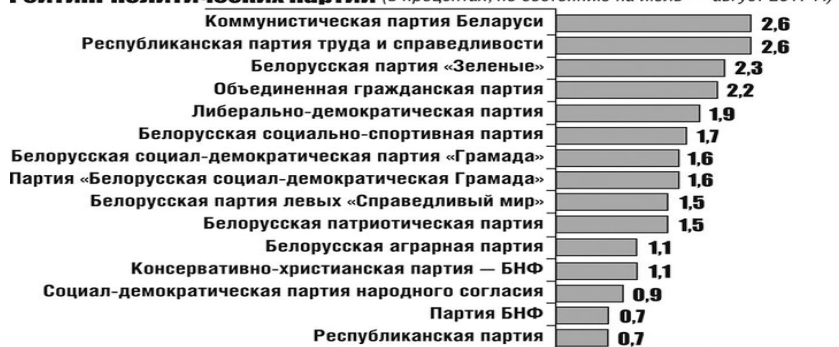 Коммунистическая партия Беларуси 2,6
Республиканская партия труда и справедливости 2,6
Белорусская партия «Зеленые» 2,3
Объединенная гражданская партия 2,2
Либерально-демократическая партия 1,9
Белорусская социально-спортивная партия 1,7
Белорусская социал-демократическая партия «Грамада» 1,6
Партия «Белорусская социал-демократическая Грамада» 1,6
Белорусская партия левых «Справедливый мир» 1,5
Белорусская патриотическая партия 1,5
Белорусская аграрная партия 1,1
Консервативно-христианская партия — БНФ 1,1
Социал-демократическая партия народного согласия 0,9
Партия БНФ 0,7
Республиканская партия 0,7